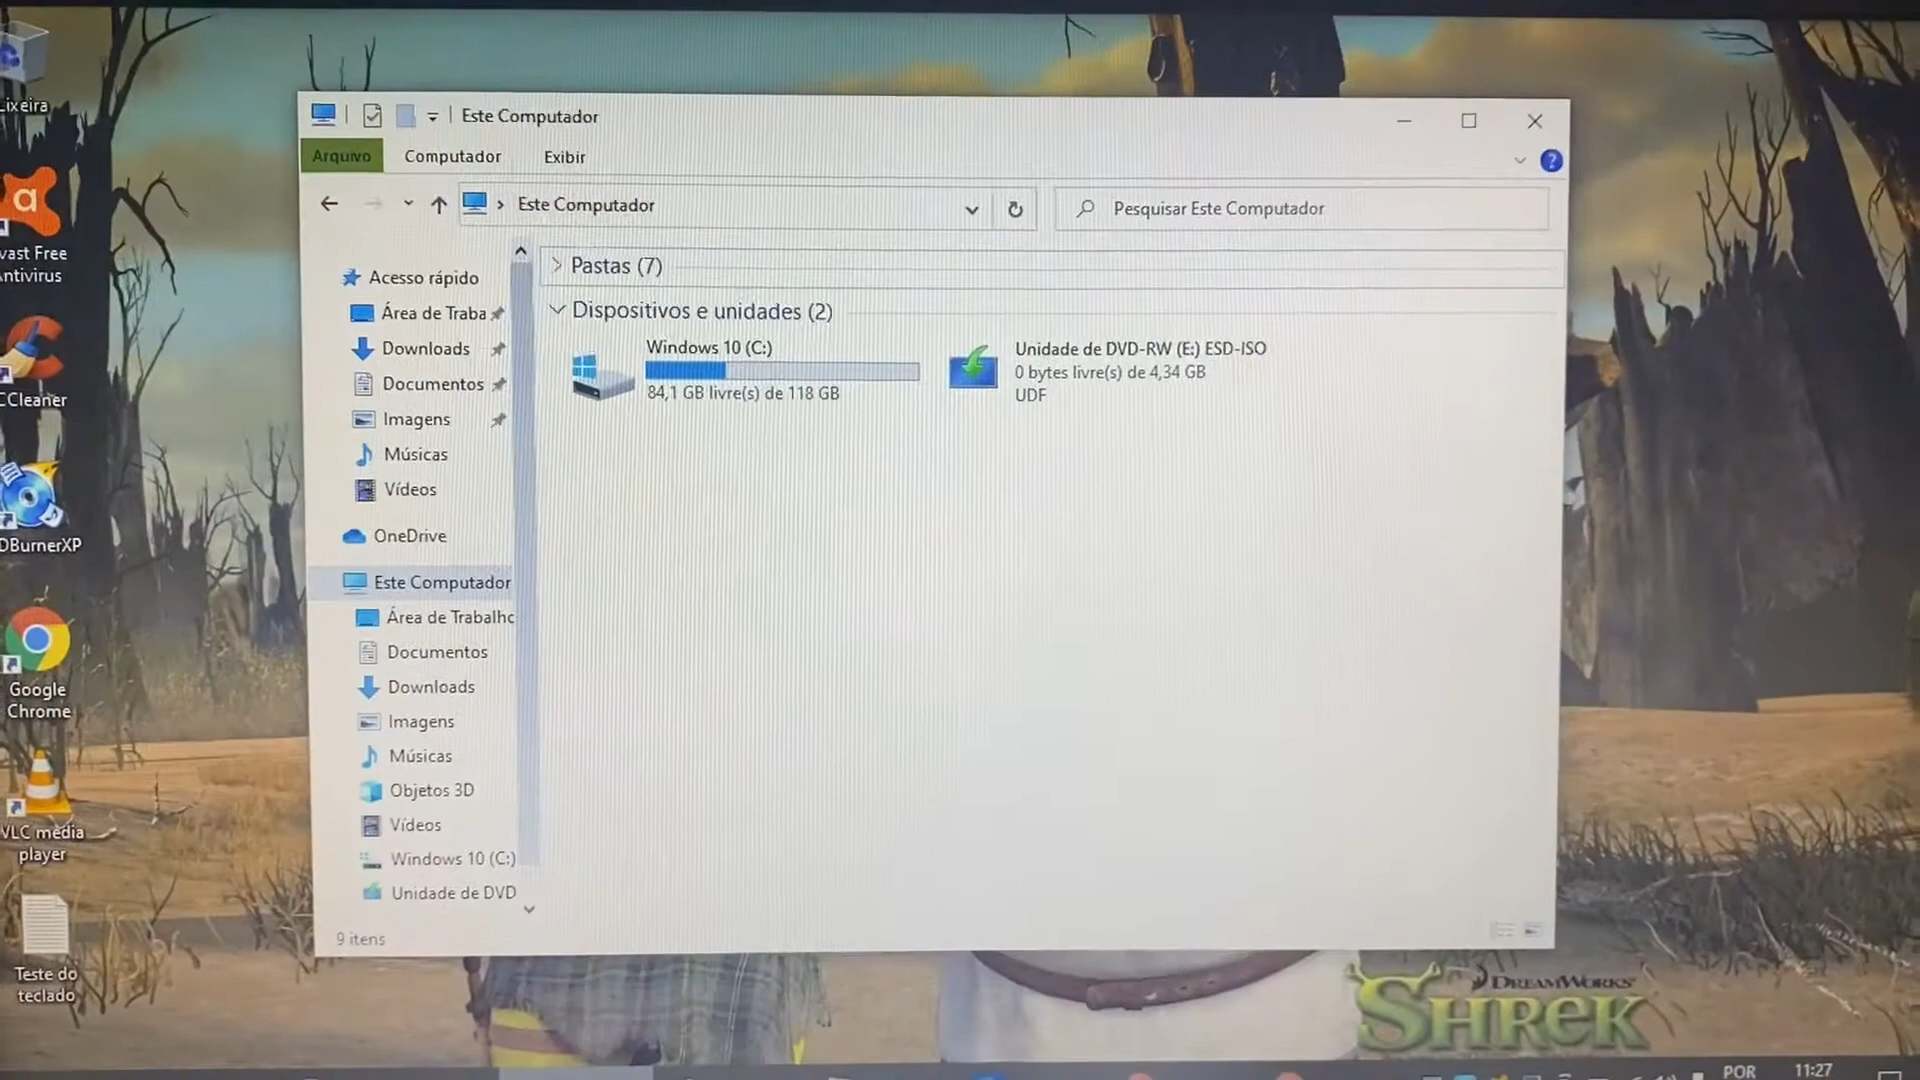 Lixeira
vast Free
ntivirus
CCleaner
DBurnerXP
Google
Chrome
VLC media
player
Teste do
teclado
Este Computador
Arquivo
Computador
Exibir
?
Este Computador
Pesquisar Este Computador
Acesso rápido
Área de Traba
Downloads
Documentos
Imagens
Músicas
Vídeos
OneDrive
Este Computador
Área de Trabalho
Documentos
Downloads
Imagens
Músicas
Objetos 3D
Vídeos
Windows 10 (C:)
Unidade de DVD
9 itens
Pastas (7)
Dispositivos e unidades (2)
Windows 10 (C:)
84,1 GB livre(s) de 118 GB
Unidade de DVD-RW (E:) ESD-ISO
0 bytes livre(s) de 4,34 GB
UDF
DREAMWORKS
SHREK
POR
11:27